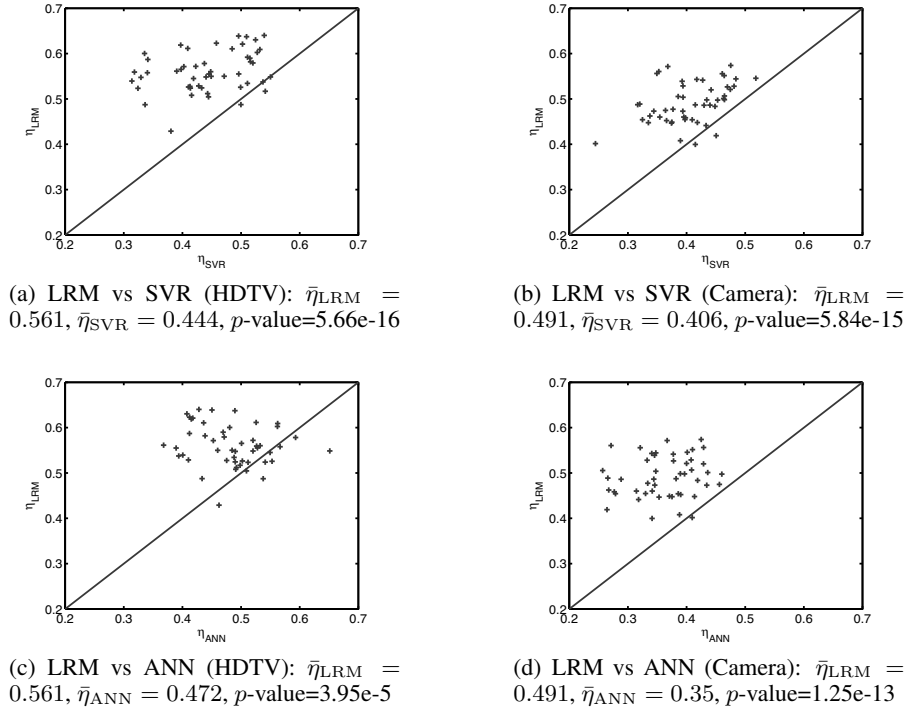 0.7
0.6
0.5
0.4
0.3
0.2
η_LRM
0.2 0.3 0.4 0.5 0.6 0.7
η_SVR
(a) LRM vs SVR (HDTV): η̄_LRM =
0.561, η̄_SVR = 0.444, p-value=5.66e-16
0.7
0.6
0.5
0.4
0.3
0.2
η_LRM
0.2 0.3 0.4 0.5 0.6 0.7
η_SVR
(b) LRM vs SVR (Camera): η̄_LRM =
0.491, η̄_SVR = 0.406, p-value=5.84e-15
0.7
0.6
0.5
0.4
0.3
0.2
η_LRM
0.2 0.3 0.4 0.5 0.6 0.7
η_ANN
(c) LRM vs ANN (HDTV): η̄_LRM =
0.561, η̄_ANN = 0.472, p-value=3.95e-5
0.7
0.6
0.5
0.4
0.3
0.2
η_LRM
0.2 0.3 0.4 0.5 0.6 0.7
η_ANN
(d) LRM vs ANN (Camera): η̄_LRM =
0.491, η̄_ANN = 0.35, p-value=1.25e-13